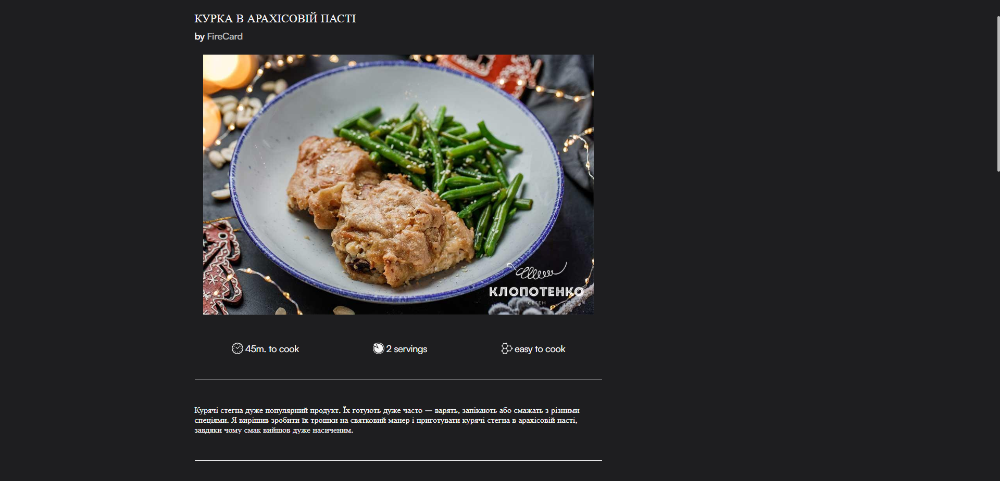 КУРКА В АРАХІСОВІЙ ПАСТІ
by FireCard
КЛОПОТЕНКО
ЄВГЕН
45m. to cook
2 servings
easy to cook
Курячі стегна дуже популярний продукт. Їх готують дуже часто — варять, запікають або смажать з різними
спеціями. Я вирішив зробити їх трошки на святковий манер і приготувати курячі стегна в арахісовій пасті,
завдяки чому смак вийшов дуже насиченим.